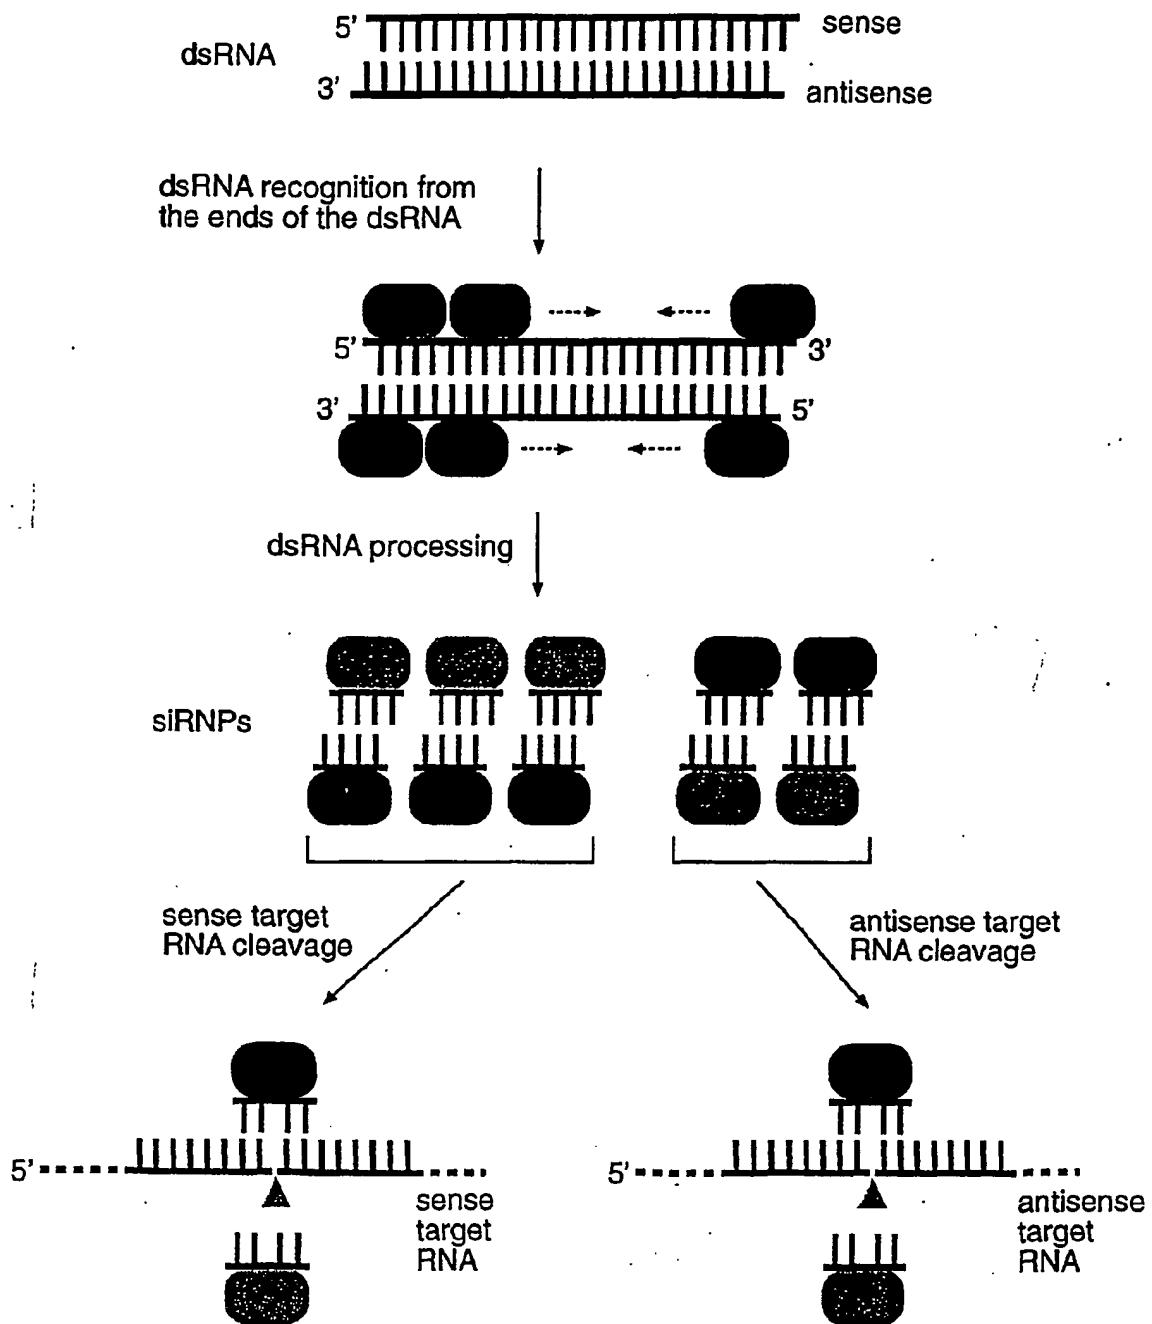 5' sense
dsRNA
3' antisense
dsRNA recognition from
the ends of the dsRNA
5' 3'
3' 5'
dsRNA processing
siRNPs
sense target
RNA cleavage
antisense target
RNA cleavage
5'
sense
target
RNA
5'
antisense
target
RNA